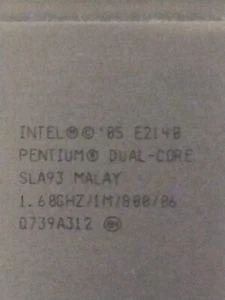 INTEL®©'05 E2140
PENTIUM® DUAL-CORE
SLA93 MALAY
1.60GHZ/1M/800/06
Q739A312